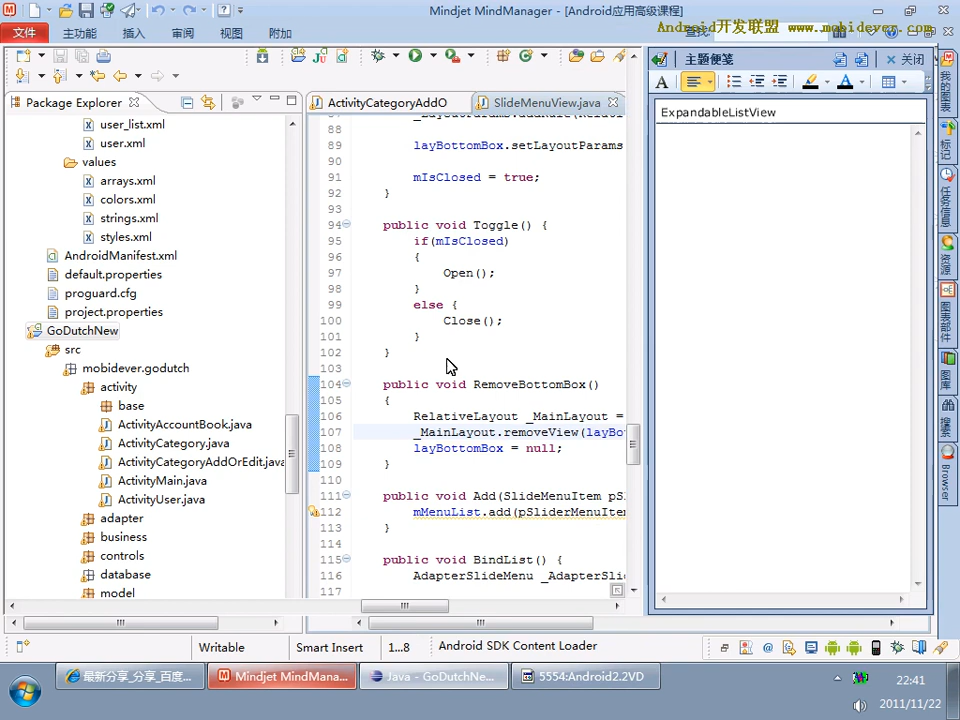 Mindjet MindManager - [Android应用高级课程]
Android开发联盟 www.mobidever.com
文件
主功能
插入
审阅
视图
附加
Package Explorer
ActivityCategoryAddO
SlideMenuView.java
主题便笺
关闭
ExpandableListView
我的图表
标记
任务信息
资源
图表部件
图库
搜索
Browser
user_list.xml
user.xml
values
arrays.xml
colors.xml
strings.xml
styles.xml
AndroidManifest.xml
default.properties
proguard.cfg
project.properties
GoDutchNew
src
mobidever.godutch
activity
base
ActivityAccountBook.java
ActivityCategory.java
ActivityCategoryAddOrEdit.java
ActivityMain.java
ActivityUser.java
adapter
business
controls
database
model
88
89 layBottomBox.setLayoutParams
90
91 mIsClosed = true;
92 }
93
94 public void Toggle() {
95 if(mIsClosed)
96 {
97 Open();
98 }
99 else {
100 Close();
101 }
102 }
103
104 public void RemoveBottomBox()
105 {
106 RelativeLayout _MainLayout =
107 _MainLayout.removeView(layBo
108 layBottomBox = null;
109 }
110
111 public void Add(SlideMenuItem pSl
112 mMenuList.add(pSliderMenuItem
113 }
114
115 public void BindList() {
116 AdapterSlideMenu _AdapterSli
117
Writable
Smart Insert
1...8
Android SDK Content Loader
最新分享_分享_百度...
Mindjet MindMana...
Java - GoDutchNe...
5554:Android2.2VD
22:41
2011/11/22